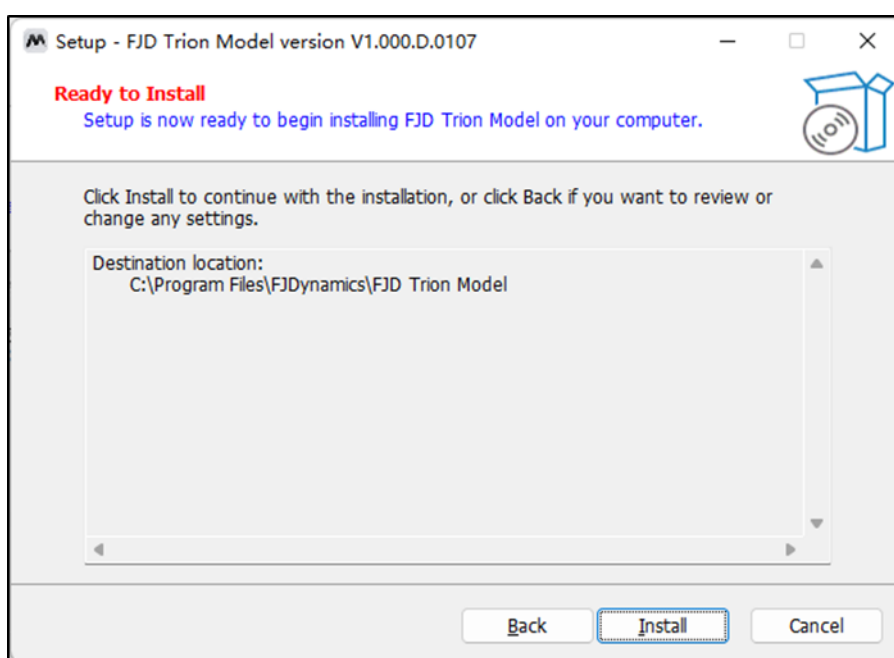 Setup - FJD Trion Model version V1.000.D.0107
Ready to Install
Setup is now ready to begin installing FJD Trion Model on your computer.
Click Install to continue with the installation, or click Back if you want to review or
change any settings.
Destination location:
C:\Program Files\FJDynamics\FJD Trion Model
Back
Install
Cancel